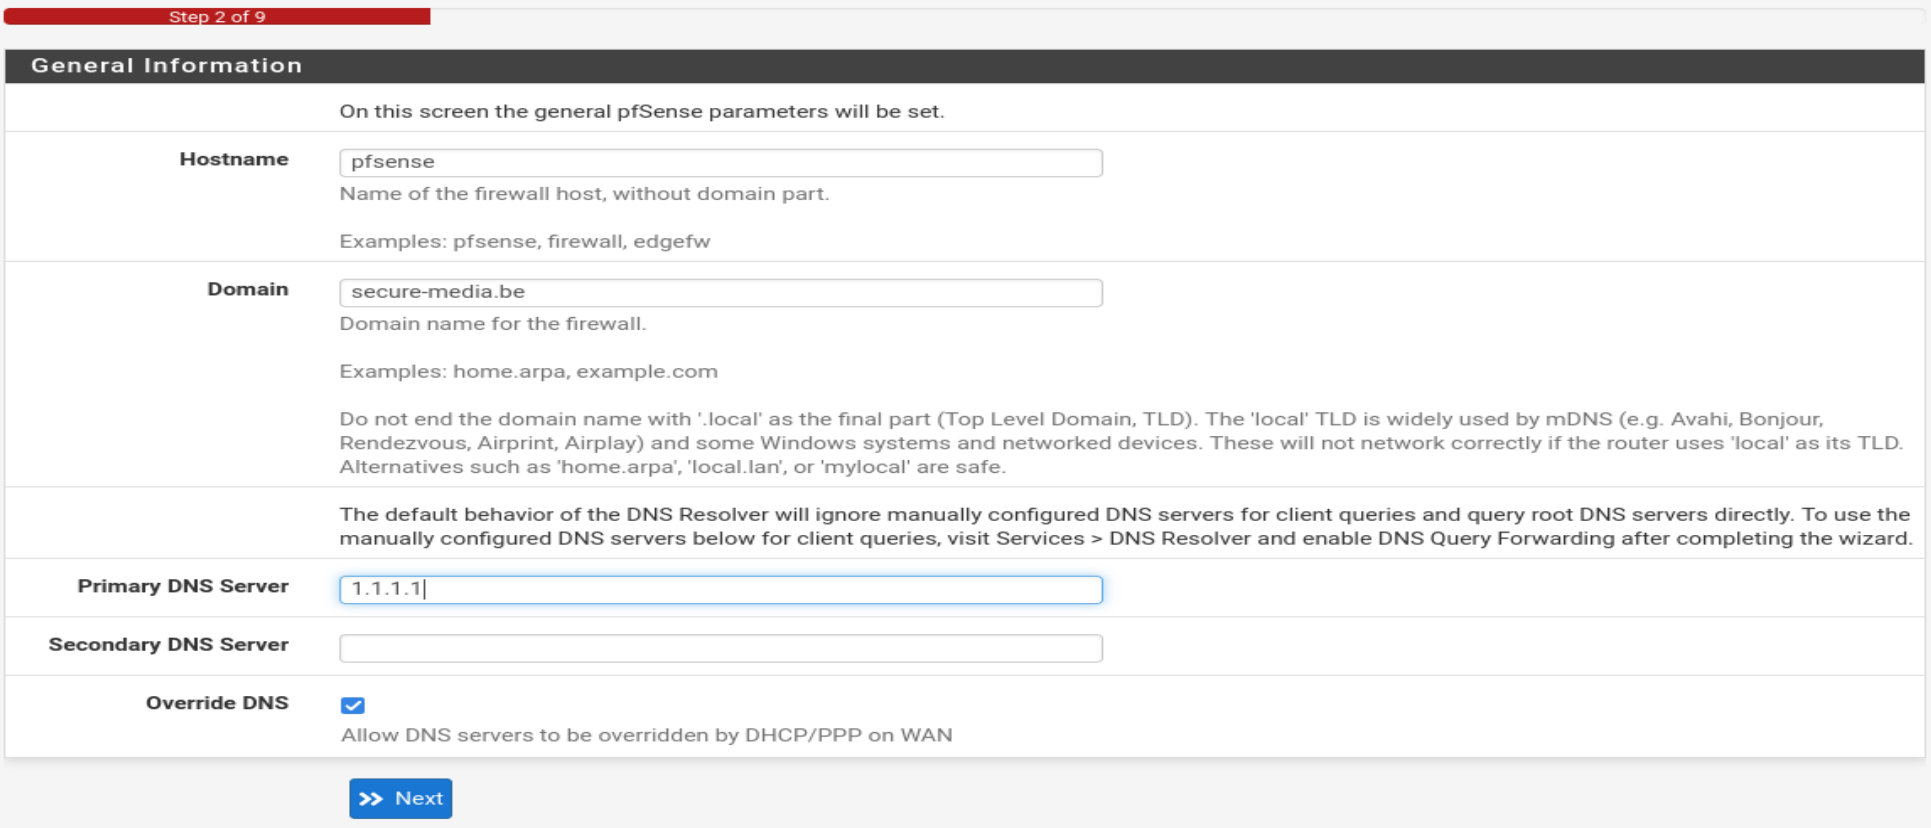 Step 2 of 9
General Information
On this screen the general pfSense parameters will be set.
Hostname
pfsense
Name of the firewall host, without domain part.
Examples: pfsense, firewall, edgefw
Domain
secure-media.be
Domain name for the firewall.
Examples: home.arpa, example.com
Do not end the domain name with '.local' as the final part (Top Level Domain, TLD). The 'local' TLD is widely used by mDNS (e.g. Avahi, Bonjour,
Rendezvous, Airprint, Airplay) and some Windows systems and networked devices. These will not network correctly if the router uses 'local' as its TLD.
Alternatives such as 'home.arpa', 'local.lan', or 'mylocal' are safe.
The default behavior of the DNS Resolver will ignore manually configured DNS servers for client queries and query root DNS servers directly. To use the
manually configured DNS servers below for client queries, visit Services > DNS Resolver and enable DNS Query Forwarding after completing the wizard.
Primary DNS Server
1.1.1.1
Secondary DNS Server
Override DNS
Allow DNS servers to be overridden by DHCP/PPP on WAN
Next